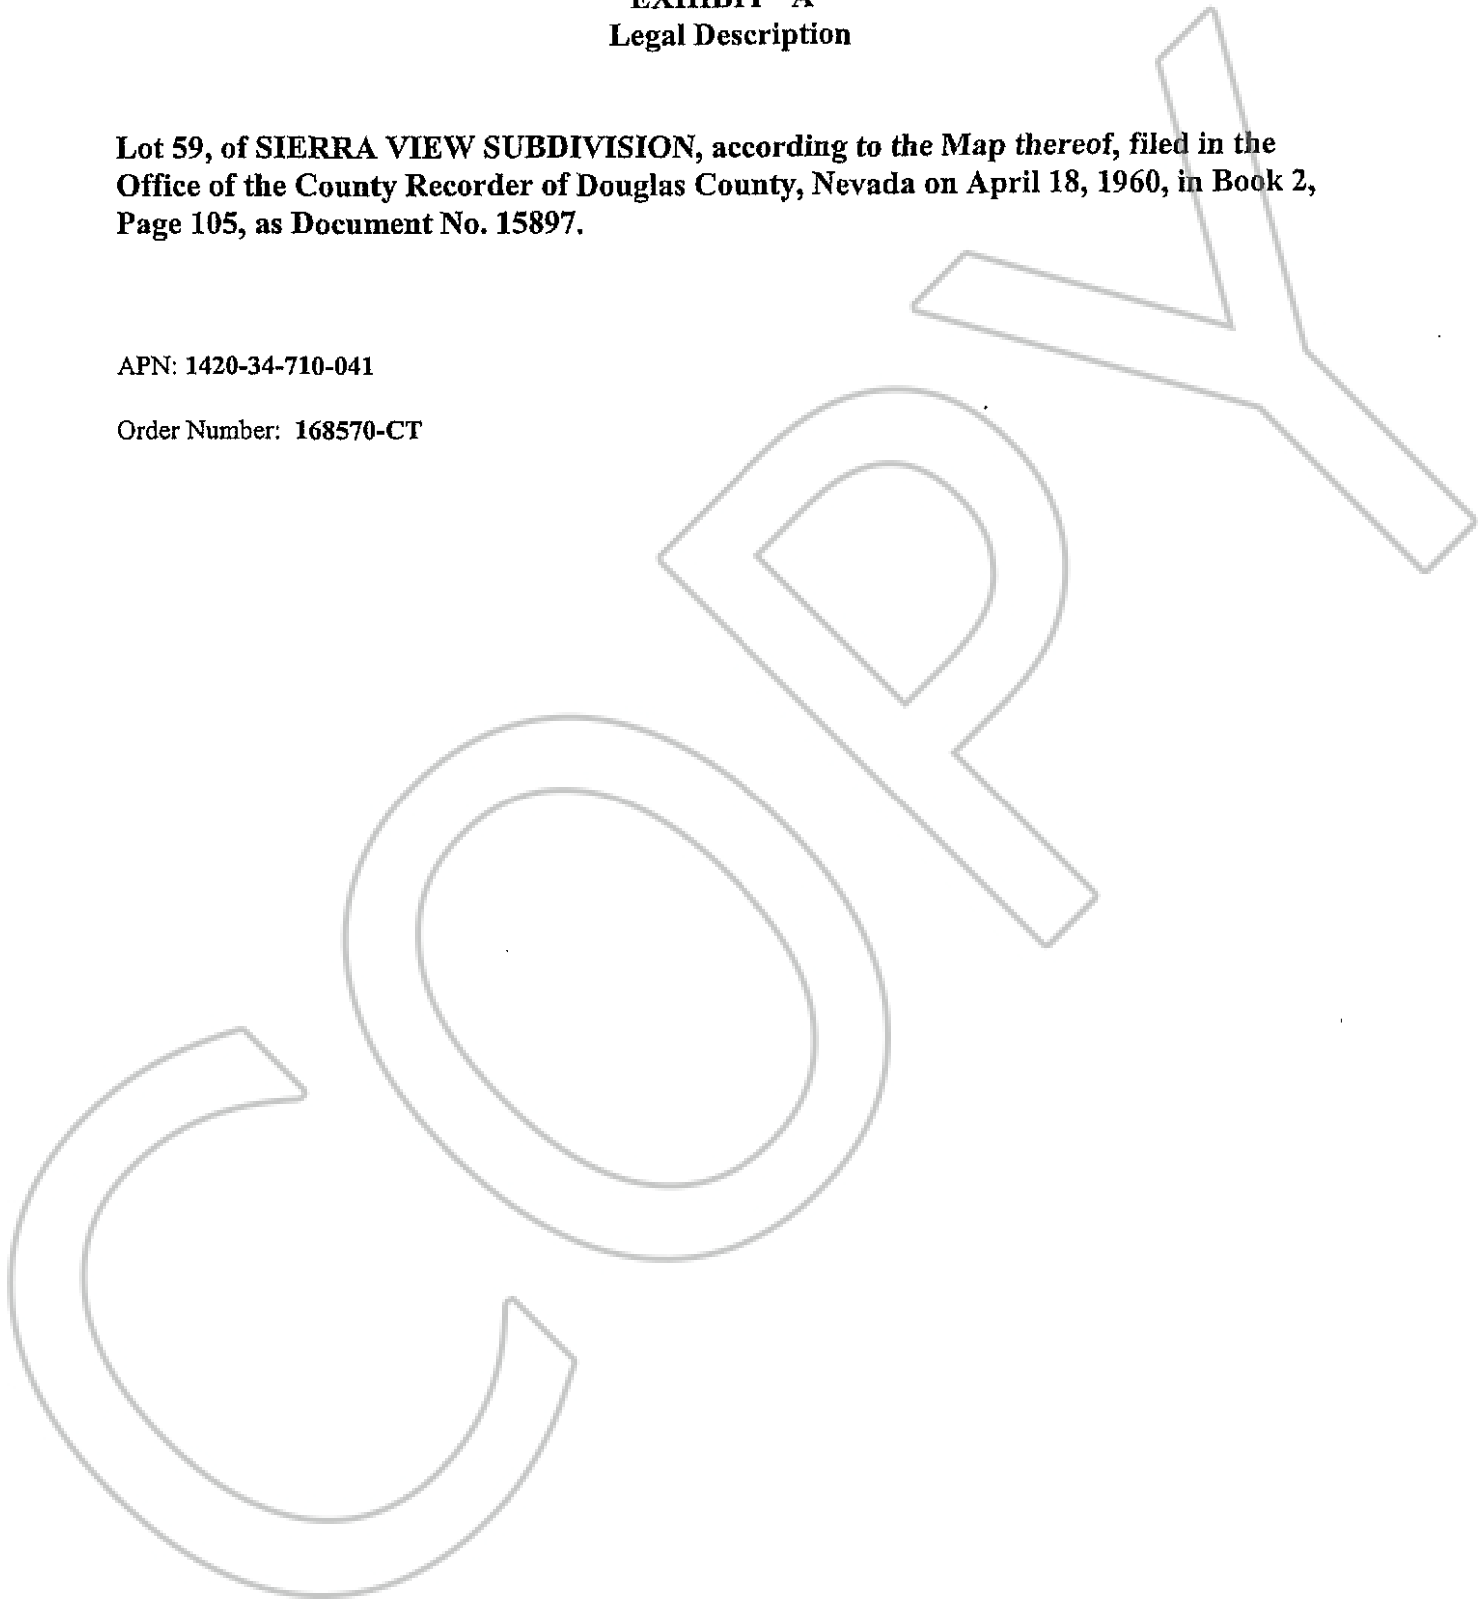 EXHIBIT "A"
Legal Description
Lot 59, of SIERRA VIEW SUBDIVISION, according to the Map thereof, filed in the
Office of the County Recorder of Douglas County, Nevada on April 18, 1960, in Book 2,
Page 105, as Document No. 15897.
APN: 1420-34-710-041
Order Number: 168570-CT
COPY